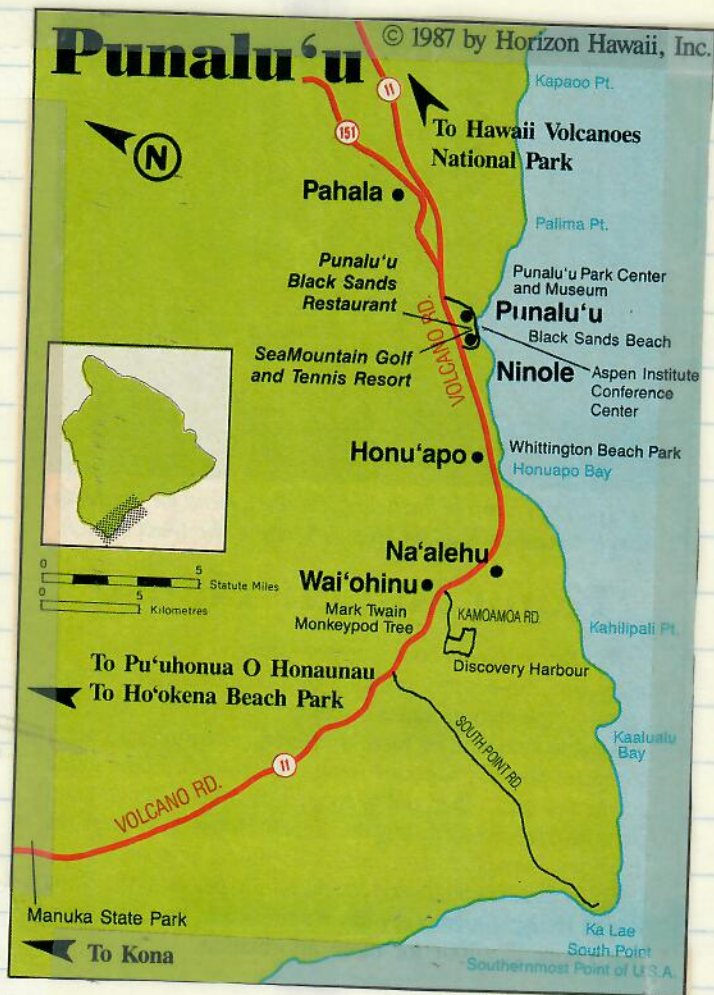 © 1987 by Horizon Hawaii, Inc.
Punalu‘u
Kapaoo Pt.
11
151
To Hawaii Volcanoes
National Park
N
Pahala
Palima Pt.
Punalu‘u
Black Sands
Restaurant
Punalu‘u Park Center
and Museum
Punalu‘u
Black Sands Beach
VOLCANO RD.
SeaMountain Golf
and Tennis Resort
Ninole
Aspen Institute
Conference
Center
Honu‘apo
Whittington Beach Park
Honuapo Bay
Na‘alehu
0 5
Statute Miles
0 5
Kilometres
Wai‘ohinu
Mark Twain
Monkeypod Tree
KAMOAMOA RD.
Kahilipali Pt.
Discovery Harbour
To Pu‘uhonua O Honaunau
To Ho‘okena Beach Park
SOUTH POINT RD.
Kaalualu
Bay
11
VOLCANO RD.
Manuka State Park
To Kona
Ka Lae
South Point
Southernmost Point of U.S.A.